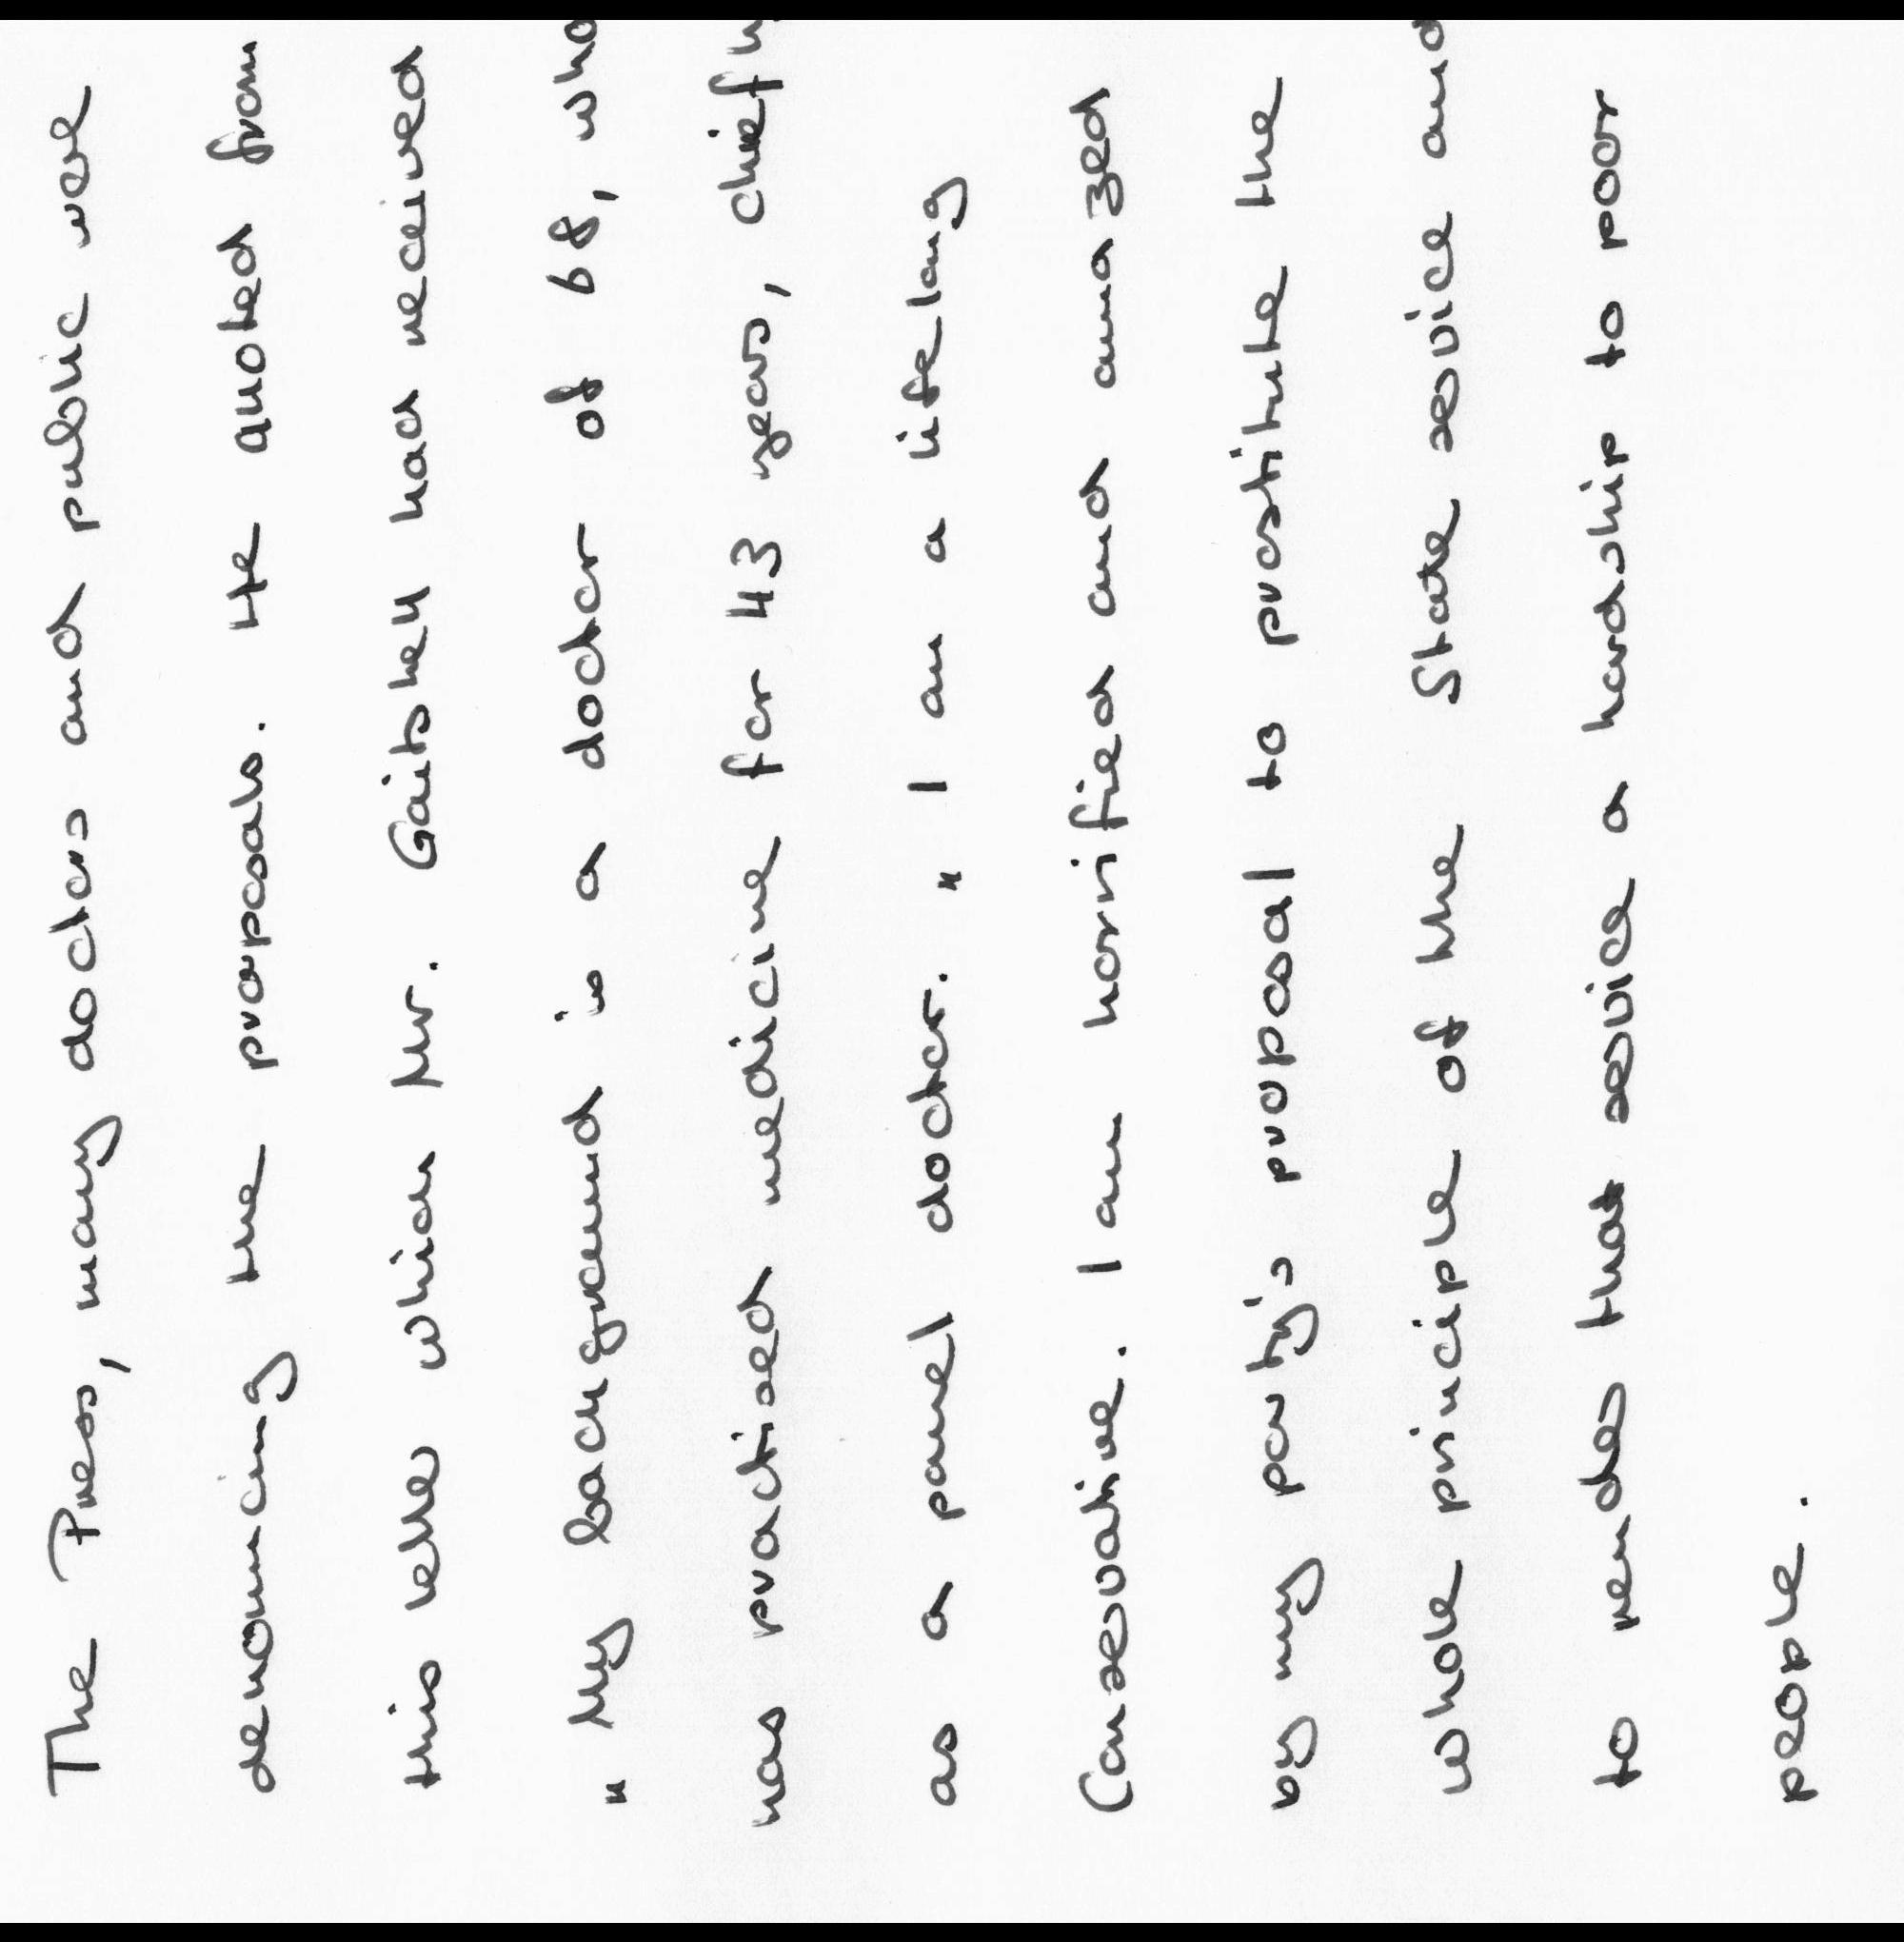 The Press, many doctors and public were
denouncing the proposals. He quoted from
this letter which Mr. Gaitskell had received
" My background is a doctor of 68, who
has practised medicine for 43 years, chiefly
as a panel doctor. " I am a lifelong
Conservative. I am horrified and amazed
by my party's proposal to prostitute the
whole principle of the State service and
to render that service a hardship to poor
people.